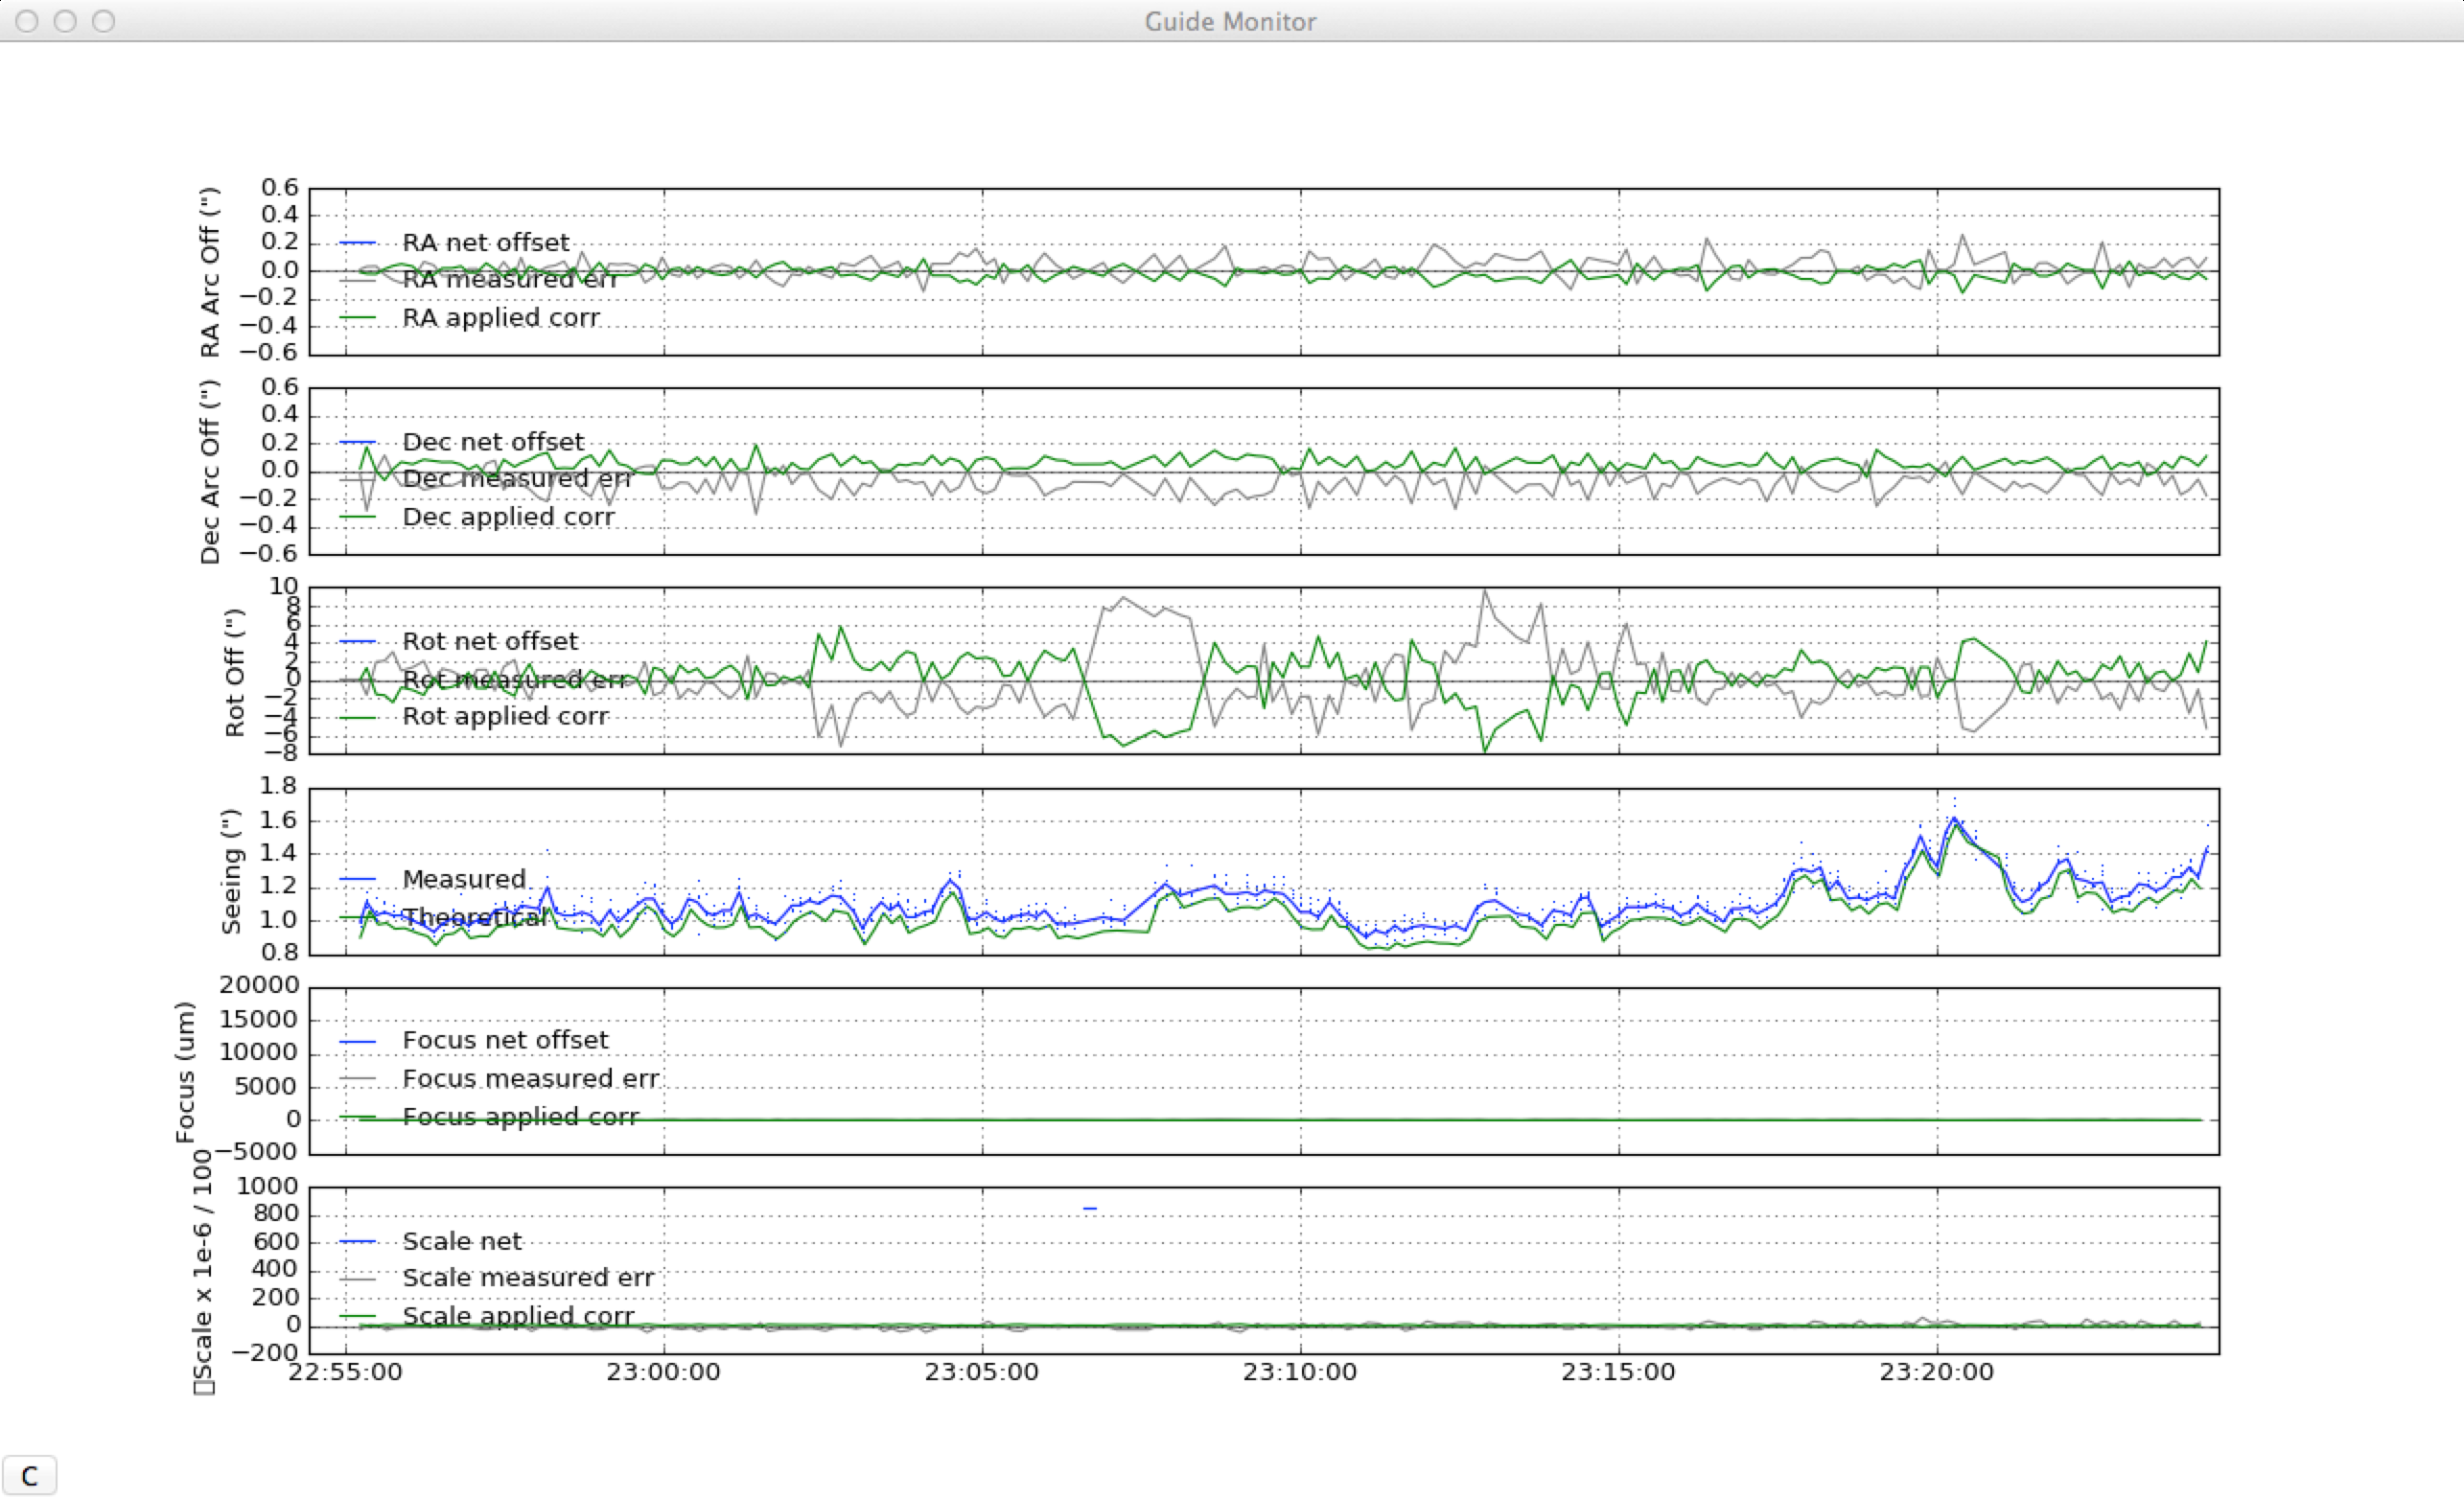 Guide Monitor
RA Arc Off (")
0.6
0.4
0.2
0.0
−0.2
−0.4
−0.6
RA net offset
RA measured err
RA applied corr
Dec Arc Off (")
0.6
0.4
0.2
0.0
−0.2
−0.4
−0.6
Dec net offset
Dec measured err
Dec applied corr
Rot Off (")
10
8
6
4
2
0
−2
−4
−6
−8
Rot net offset
Rot measured err
Rot applied corr
Seeing (")
1.8
1.6
1.4
1.2
1.0
0.8
Measured
Theoretical
Focus (um)
20000
15000
10000
5000
0
−5000
Focus net offset
Focus measured err
Focus applied corr
Scale x 1e-6 / 100
1000
800
600
400
200
0
−200
Scale net
Scale measured err
Scale applied corr
22:55:00 23:00:00 23:05:00 23:10:00 23:15:00 23:20:00
C